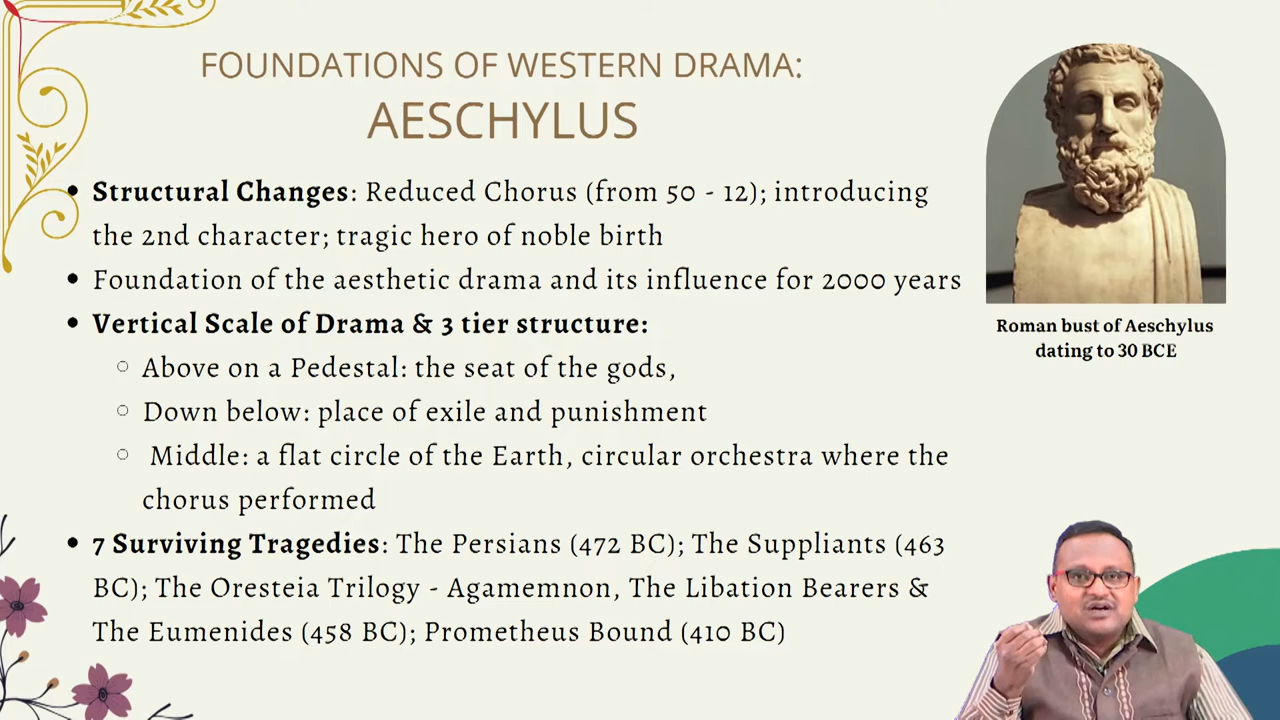 FOUNDATIONS OF WESTERN DRAMA:
AESCHYLUS
• Structural Changes: Reduced Chorus (from 50 - 12); introducing
the 2nd character; tragic hero of noble birth
• Foundation of the aesthetic drama and its influence for 2000 years
• Vertical Scale of Drama & 3 tier structure:
○ Above on a Pedestal: the seat of the gods,
○ Down below: place of exile and punishment
○ Middle: a flat circle of the Earth, circular orchestra where the
chorus performed
• 7 Surviving Tragedies: The Persians (472 BC); The Suppliants (463
BC); The Oresteia Trilogy - Agamemnon, The Libation Bearers &
The Eumenides (458 BC); Prometheus Bound (410 BC)
Roman bust of Aeschylus
dating to 30 BCE